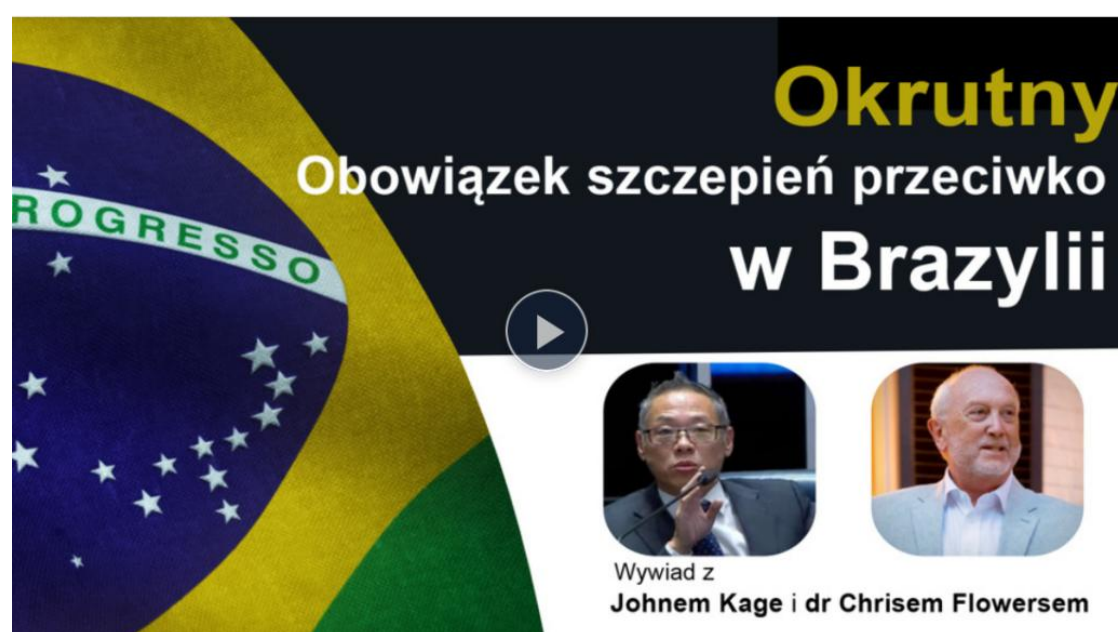 Okrutny
Obowiązek szczepień przeciwko
w Brazylii
ROGRESSO
Wywiad z
Johnem Kage i dr Chrisem Flowersem